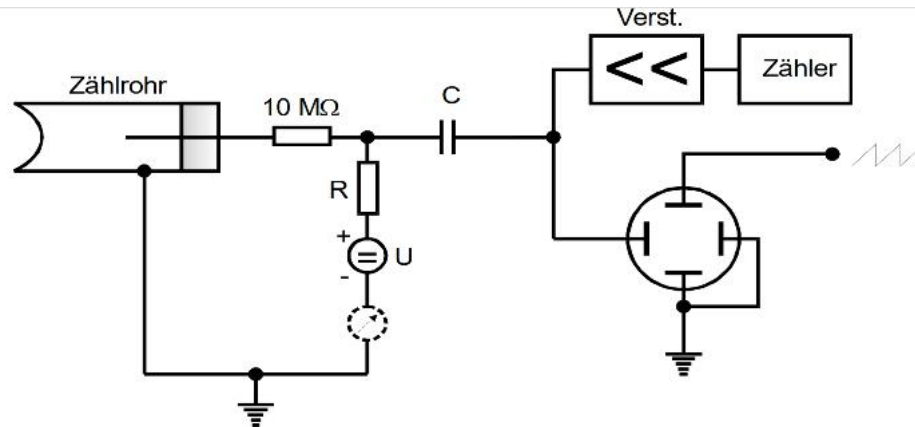 Verst.
Zähler
Zählrohr
10 MΩ
C
R
+
=
U
-